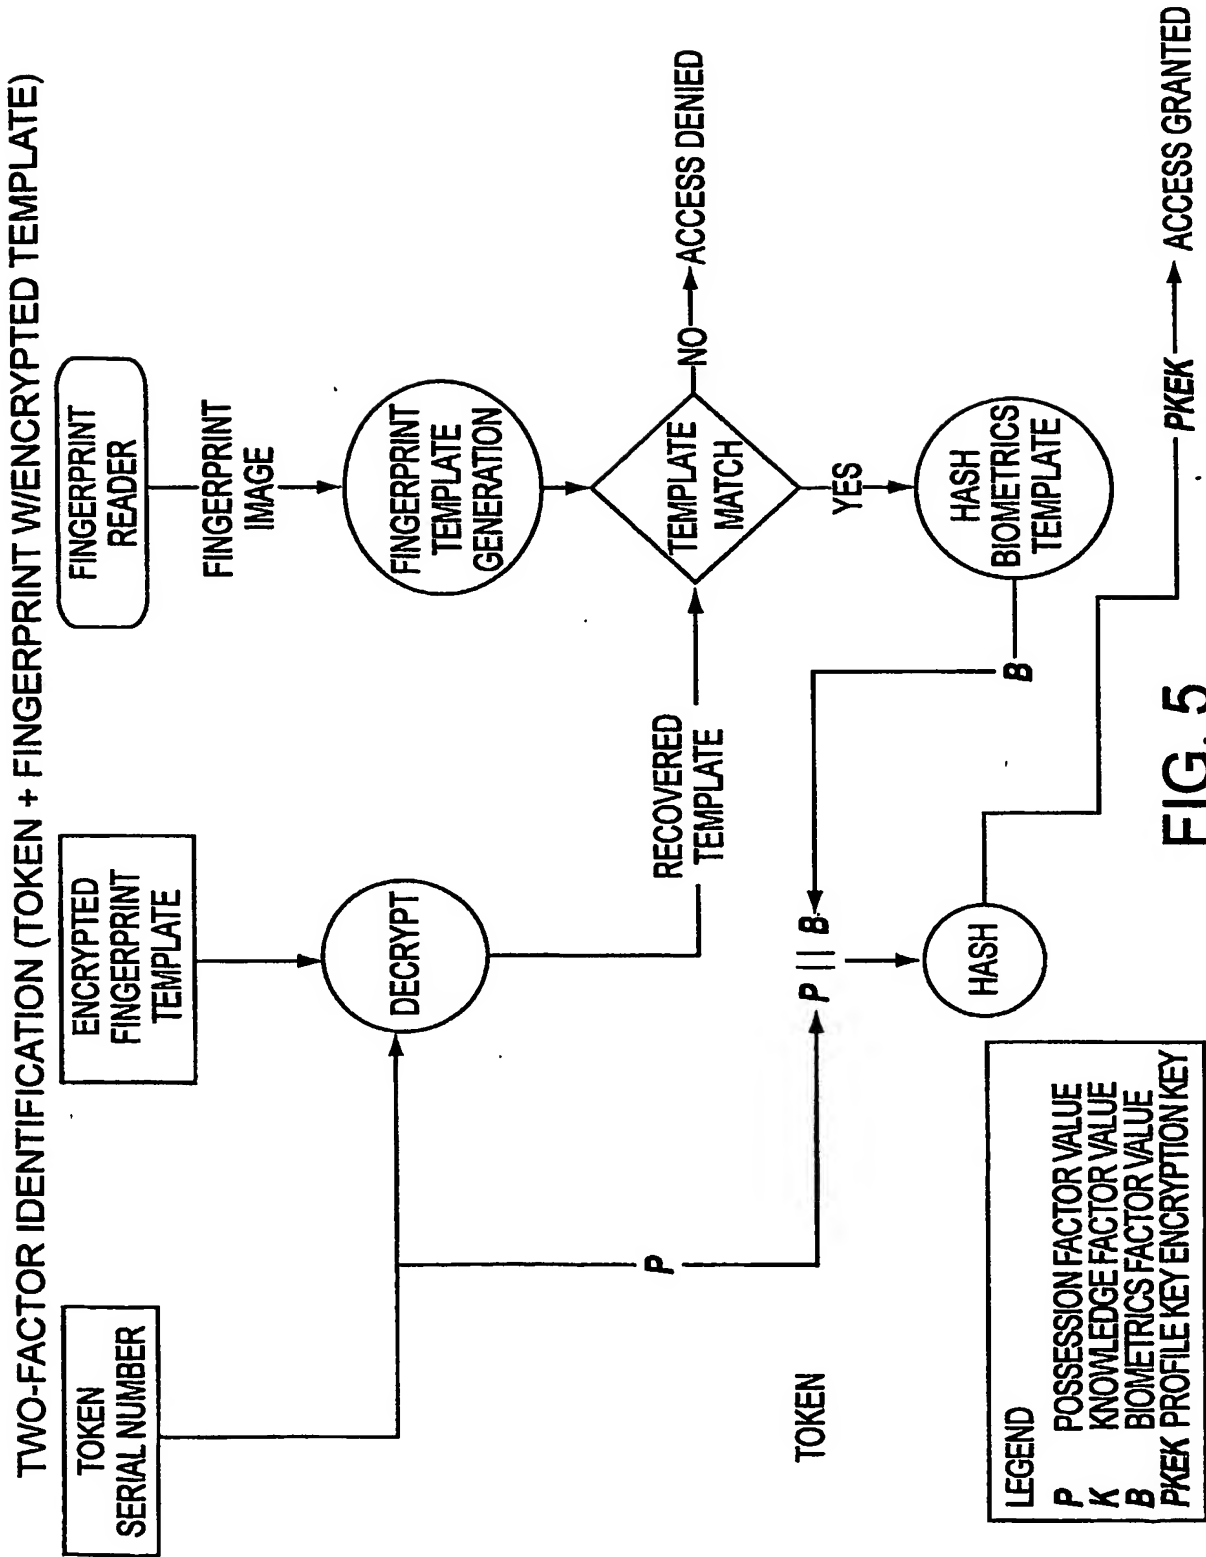 TWO-FACTOR IDENTIFICATION (TOKEN + FINGERPRINT W/ENCRYPTED TEMPLATE)
TOKEN
SERIAL NUMBER
ENCRYPTED
FINGERPRINT
TEMPLATE
FINGERPRINT
READER
FINGERPRINT
IMAGE
DECRYPT
FINGERPRINT
TEMPLATE
GENERATION
P
RECOVERED
TEMPLATE
TEMPLATE
MATCH
NO
ACCESS DENIED
YES
TOKEN
P || B
HASH
BIOMETRICS
TEMPLATE
B
HASH
PKEK
ACCESS GRANTED
LEGEND
P POSSESSION FACTOR VALUE
K KNOWLEDGE FACTOR VALUE
B BIOMETRICS FACTOR VALUE
PKEK PROFILE KEY ENCRYPTION KEY
FIG. 5